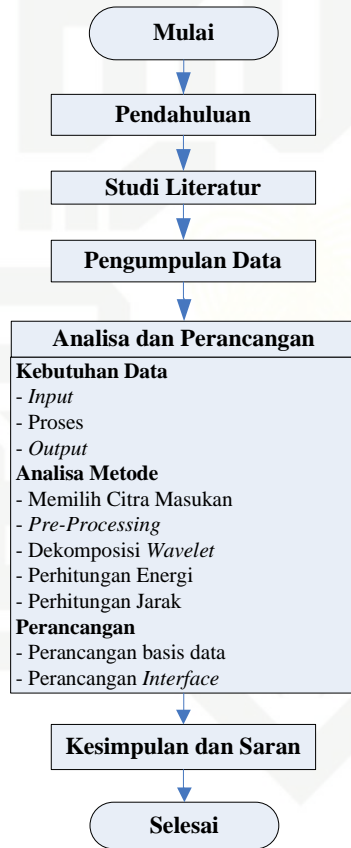 Mulai
Pendahuluan
Studi Literatur
Pengumpulan Data
Analisa dan Perancangan
Kebutuhan Data
- Input
- Proses
- Output
Analisa Metode
- Memilih Citra Masukan
- Pre-Processing
- Dekomposisi Wavelet
- Perhitungan Energi
- Perhitungan Jarak
Perancangan
- Perancangan basis data
- Perancangan Interface
Kesimpulan dan Saran
Selesai